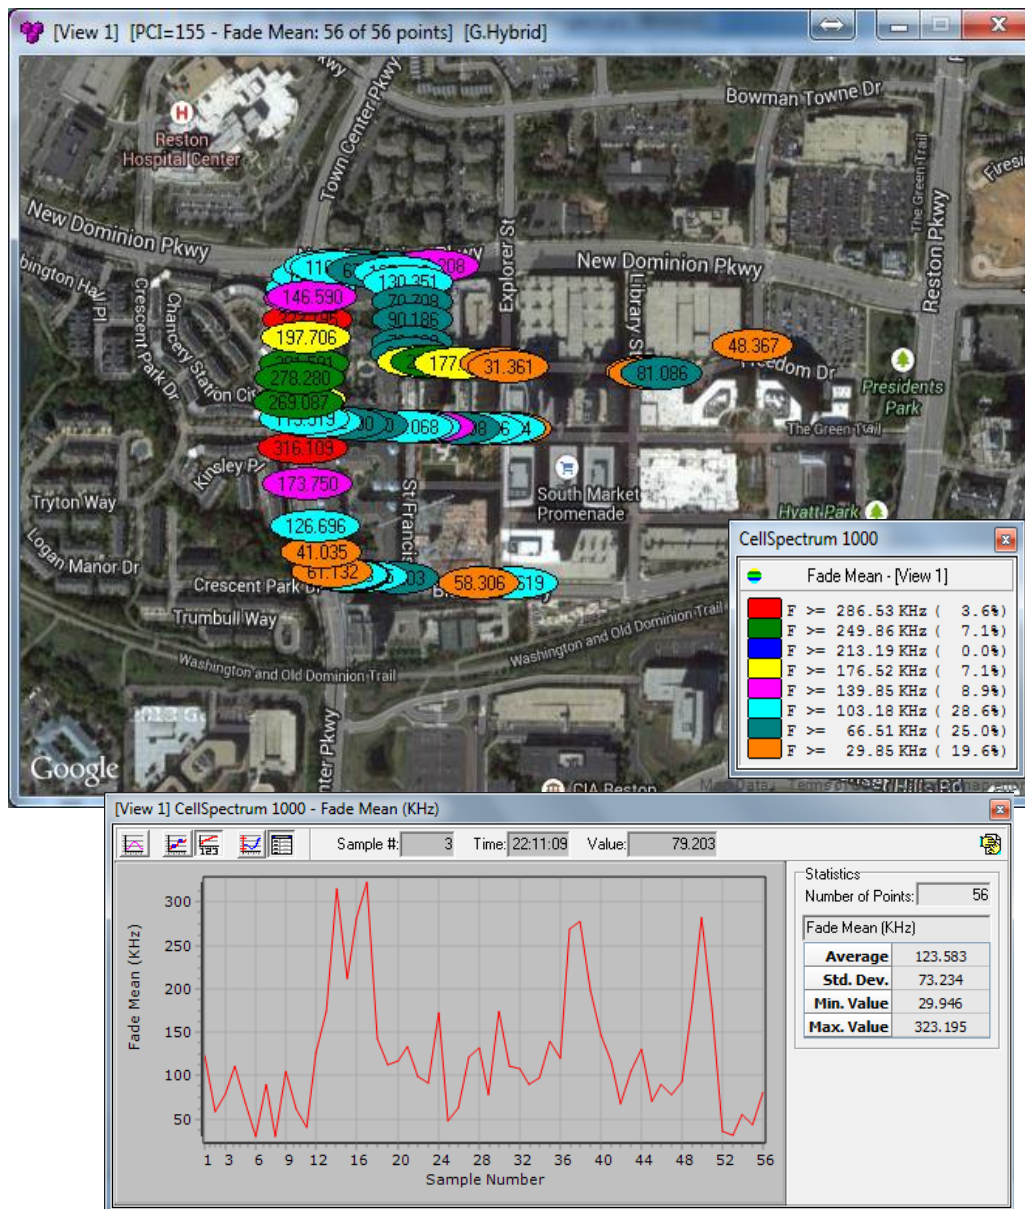 [View 1] [PCI=155 - Fade Mean: 56 of 56 points] [G.Hybrid]
Bowman Towne Dr
H
Reston
Hospital Center
Town Center Pkwy
The Green Trail
Reston Pkwy
New Dominion Pkwy
Explorer St
New Dominion Pkwy
208
130.351
146.590
70.708
90.186
197.706
Library St
48.367
Crescent Park Dr
Chancery Station Cir
177.
31.361
81.086
Freedom Dr
278.280
269.087
Presidents
Park
068
316.109
The Green Trail
Kinsley Pl
173.750
South Market
Promenade
Hyatt Park
Tryton Way
St Francis
126.696
Logan Manor Dr
41.035
61.132
58.306
619
Crescent Park Dr
Trumbull Way
Washington and Old Dominion Trail
Washington and Old Dominion Trail
Google
CIA Reston
CellSpectrum 1000
Fade Mean - [View 1]
F >= 286.53 KHz ( 3.6%)
F >= 249.86 KHz ( 7.1%)
F >= 213.19 KHz ( 0.0%)
F >= 176.52 KHz ( 7.1%)
F >= 139.85 KHz ( 8.9%)
F >= 103.18 KHz ( 28.6%)
F >= 66.51 KHz ( 25.0%)
F >= 29.85 KHz ( 19.6%)
[View 1] CellSpectrum 1000 - Fade Mean (KHz)
123
Sample #: 3 Time: 22:11:09 Value: 79.203
Statistics
Number of Points: 56
Fade Mean (KHz)
Average 123.583
Std. Dev. 73.234
Min. Value 29.946
Max. Value 323.195
Fade Mean (KHz)
300
250
200
150
100
50
1 3 6 9 12 16 20 24 28 32 36 40 44 48 52 56
Sample Number